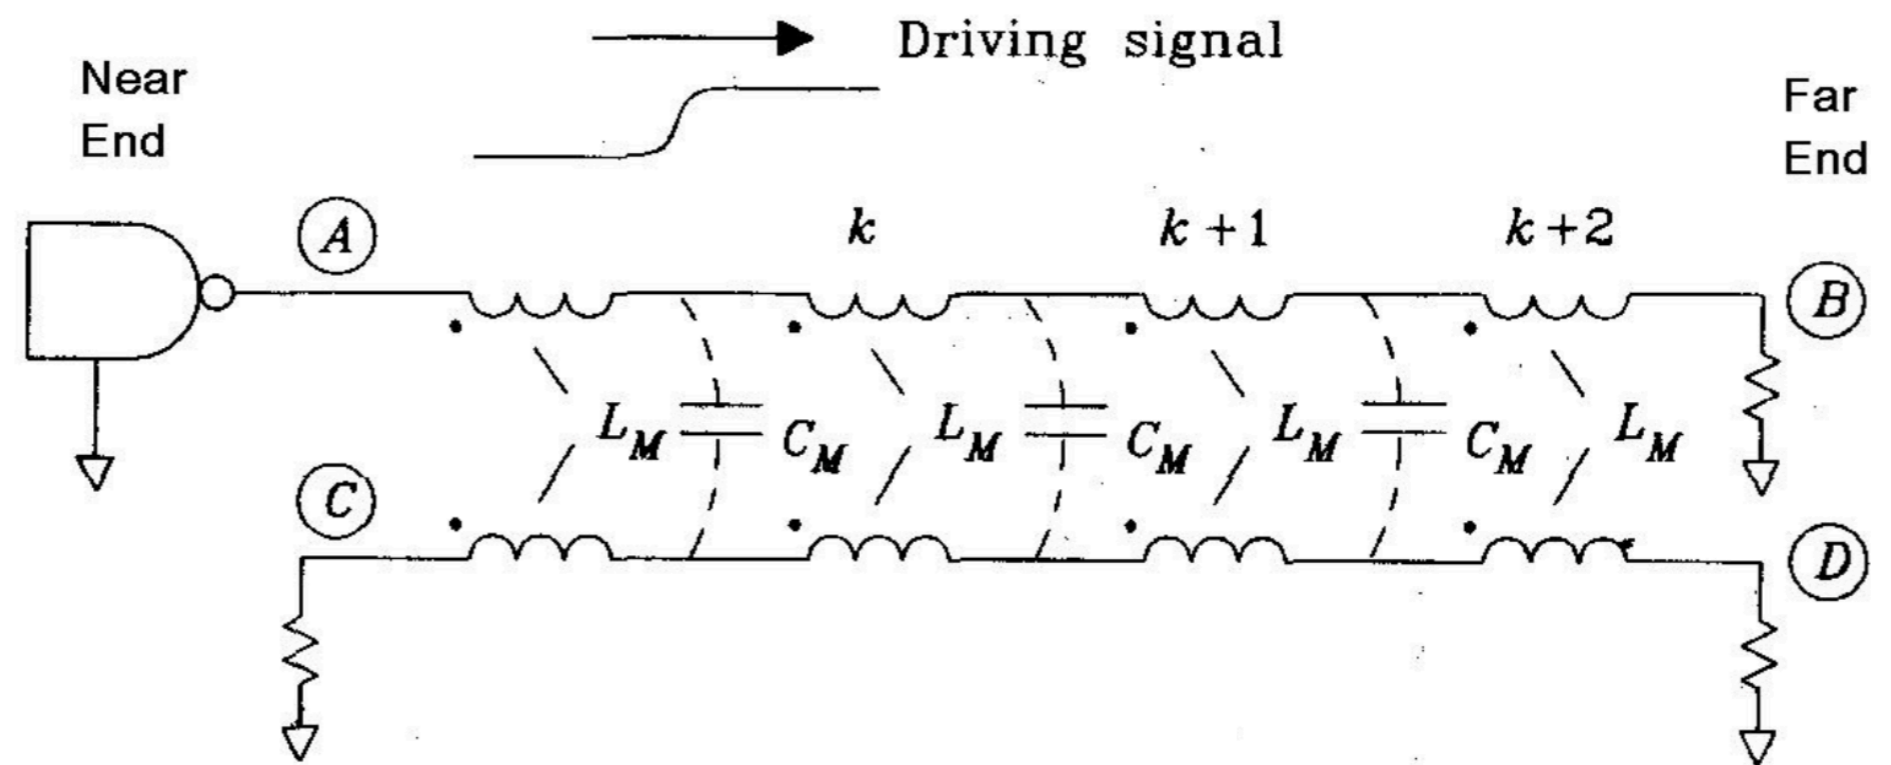 Driving signal
Near
End
Far
End
A
k
k + 1
k + 2
B
L_M C_M L_M C_M L_M C_M L_M
C
D